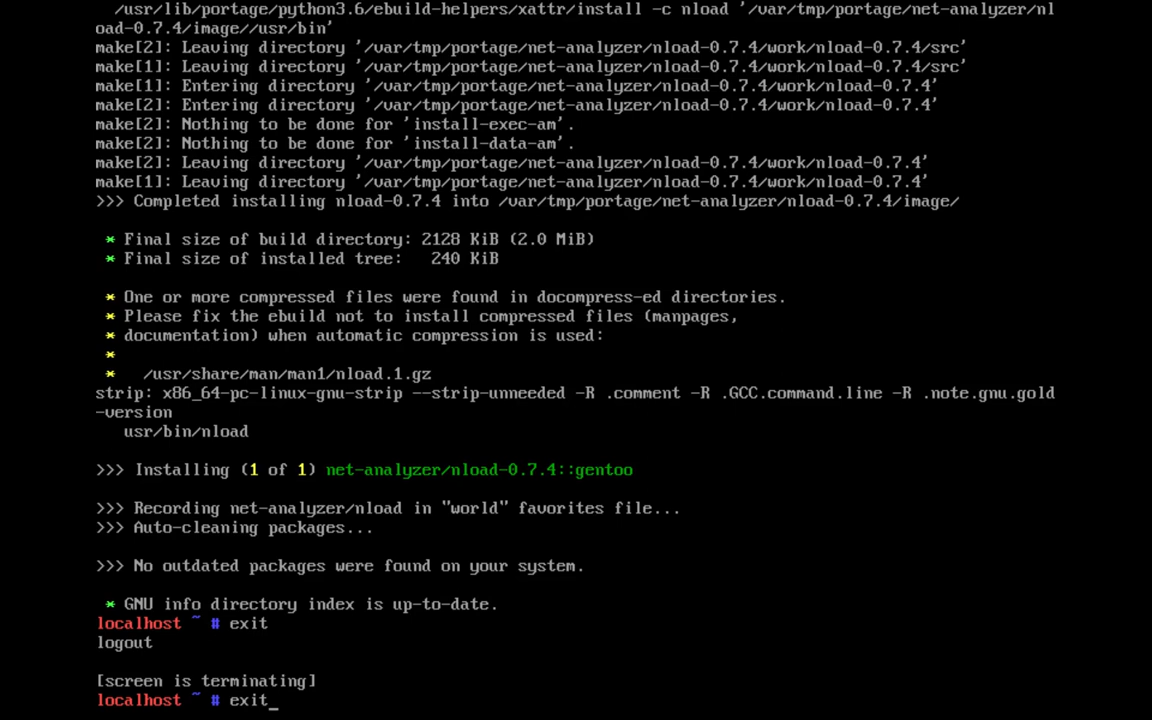 /usr/lib/portage/python3.6/ebuild-helpers/xattr/install -c nload '/var/tmp/portage/net-analyzer/nl
oad-0.7.4/image//usr/bin'
make[2]: Leaving directory '/var/tmp/portage/net-analyzer/nload-0.7.4/work/nload-0.7.4/src'
make[1]: Leaving directory '/var/tmp/portage/net-analyzer/nload-0.7.4/work/nload-0.7.4/src'
make[1]: Entering directory '/var/tmp/portage/net-analyzer/nload-0.7.4/work/nload-0.7.4'
make[2]: Entering directory '/var/tmp/portage/net-analyzer/nload-0.7.4/work/nload-0.7.4'
make[2]: Nothing to be done for 'install-exec-am'.
make[2]: Nothing to be done for 'install-data-am'.
make[2]: Leaving directory '/var/tmp/portage/net-analyzer/nload-0.7.4/work/nload-0.7.4'
make[1]: Leaving directory '/var/tmp/portage/net-analyzer/nload-0.7.4/work/nload-0.7.4'
>>> Completed installing nload-0.7.4 into /var/tmp/portage/net-analyzer/nload-0.7.4/image/
* Final size of build directory: 2128 KiB (2.0 MiB)
* Final size of installed tree:   240 KiB
* One or more compressed files were found in docompress-ed directories.
* Please fix the ebuild not to install compressed files (manpages,
* documentation) when automatic compression is used:
*
*   /usr/share/man/man1/nload.1.gz
strip: x86_64-pc-linux-gnu-strip --strip-unneeded -R .comment -R .GCC.command.line -R .note.gnu.gold
-version
usr/bin/nload
>>> Installing (1 of 1) net-analyzer/nload-0.7.4::gentoo
>>> Recording net-analyzer/nload in "world" favorites file...
>>> Auto-cleaning packages...
>>> No outdated packages were found on your system.
* GNU info directory index is up-to-date.
localhost ~ # exit
logout
[screen is terminating]
localhost ~ # exit_